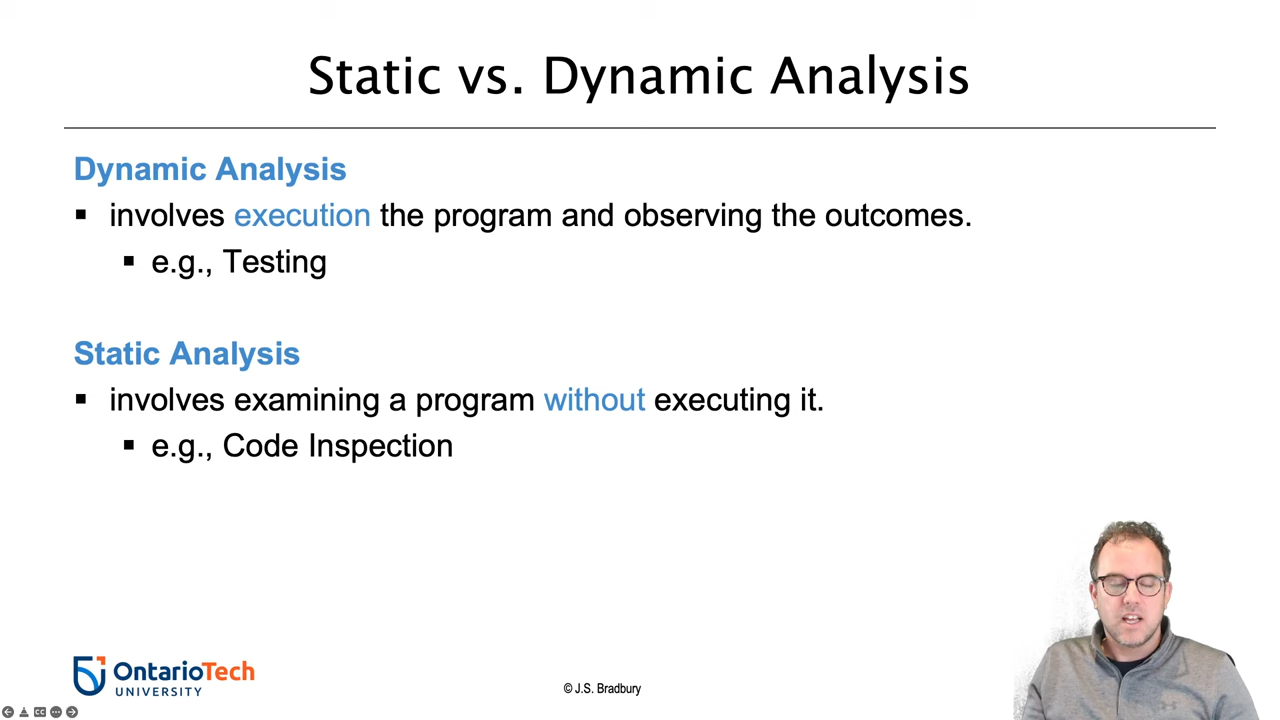 Static vs. Dynamic Analysis
Dynamic Analysis
▪ involves execution the program and observing the outcomes.
▪ e.g., Testing
Static Analysis
▪ involves examining a program without executing it.
▪ e.g., Code Inspection
OntarioTech
UNIVERSITY
© J.S. Bradbury
CC